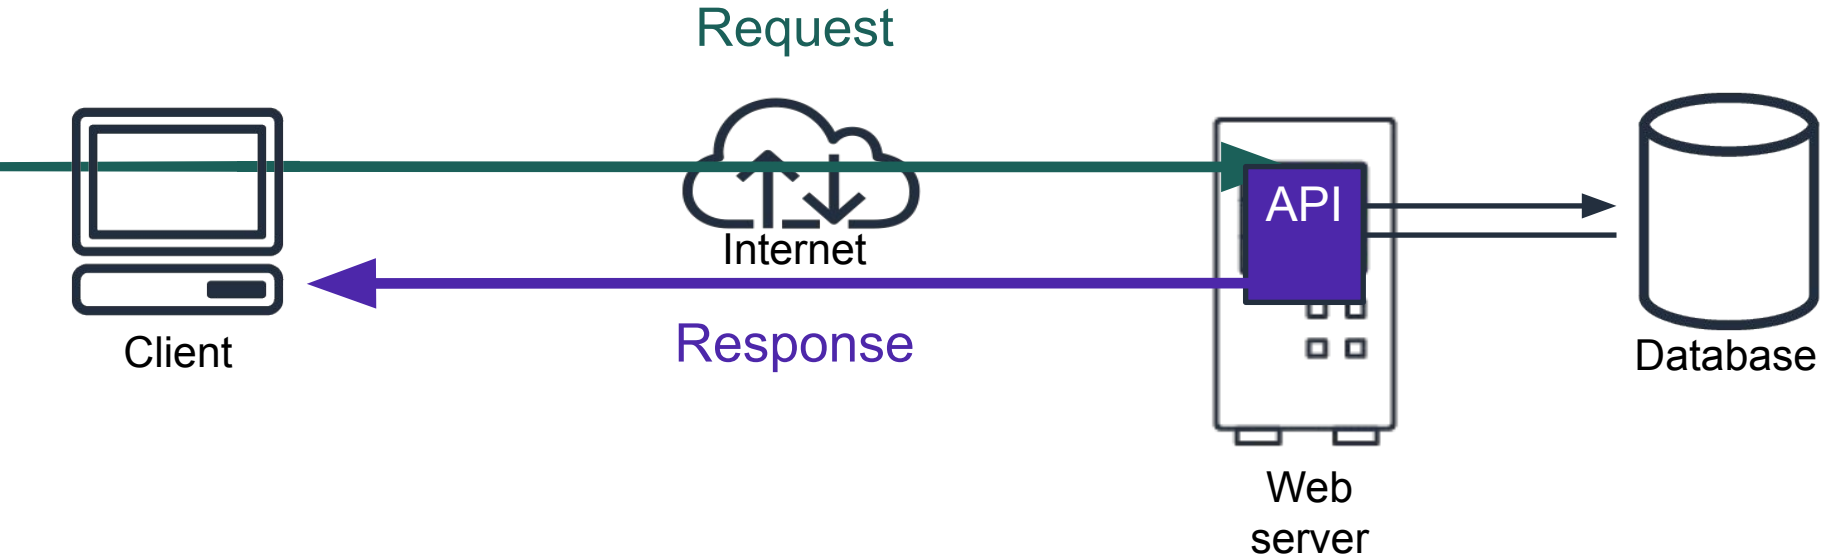 Request
API
Internet
Response
Client
Database
Web
server